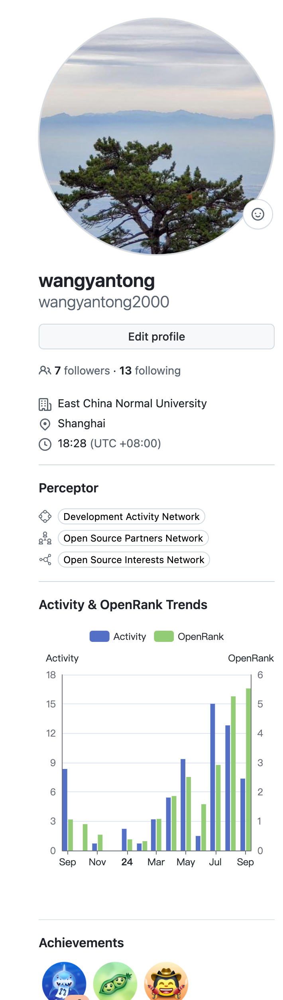 wangyantong
wangyantong2000
Edit profile
7 followers · 13 following
East China Normal University
Shanghai
18:28 (UTC +08:00)
Perceptor
Development Activity Network
Open Source Partners Network
Open Source Interests Network
Activity & OpenRank Trends
Activity OpenRank
Activity OpenRank
18 6
15 5
12 4
9 3
6 2
3 1
0 0
Sep Nov 24 Mar May Jul Sep
Achievements